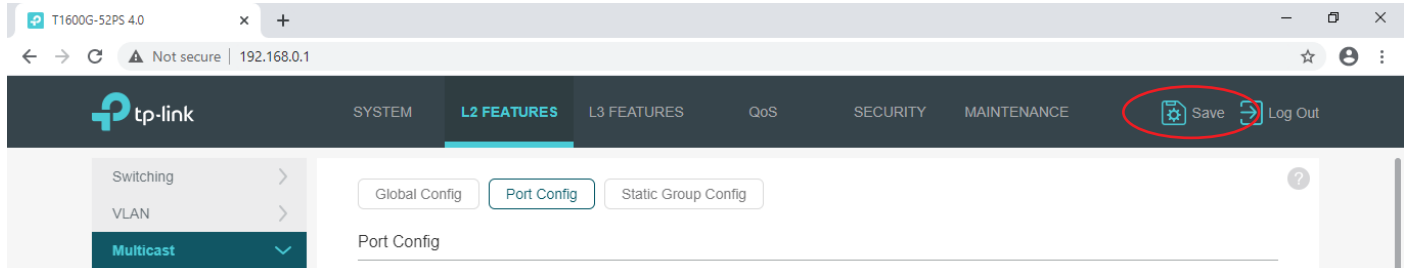 T1600G-52PS 4.0
Not secure 192.168.0.1
tp-link SYSTEM L2 FEATURES L3 FEATURES QoS SECURITY MAINTENANCE Save Log Out
Switching
Global Config Port Config Static Group Config
VLAN
Multicast
Port Config